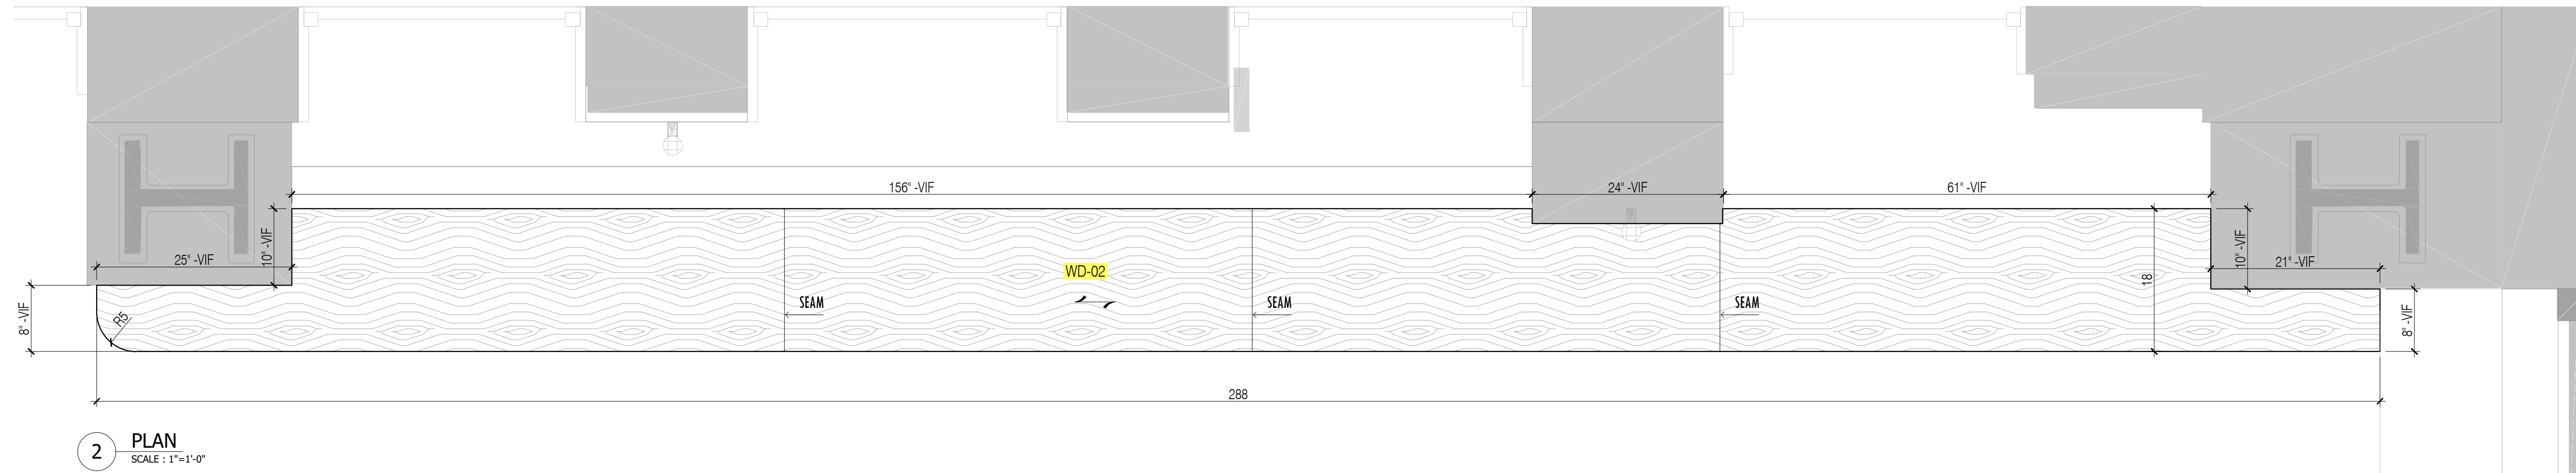 156" -VIF
24" -VIF
61" -VIF
10" -VIF
25" -VIF
10" -VIF
21" -VIF
WD-02
18
SEAM
SEAM
SEAM
8" -VIF
R5
8" -VIF
288
2
PLAN
SCALE : 1"=1'-0"